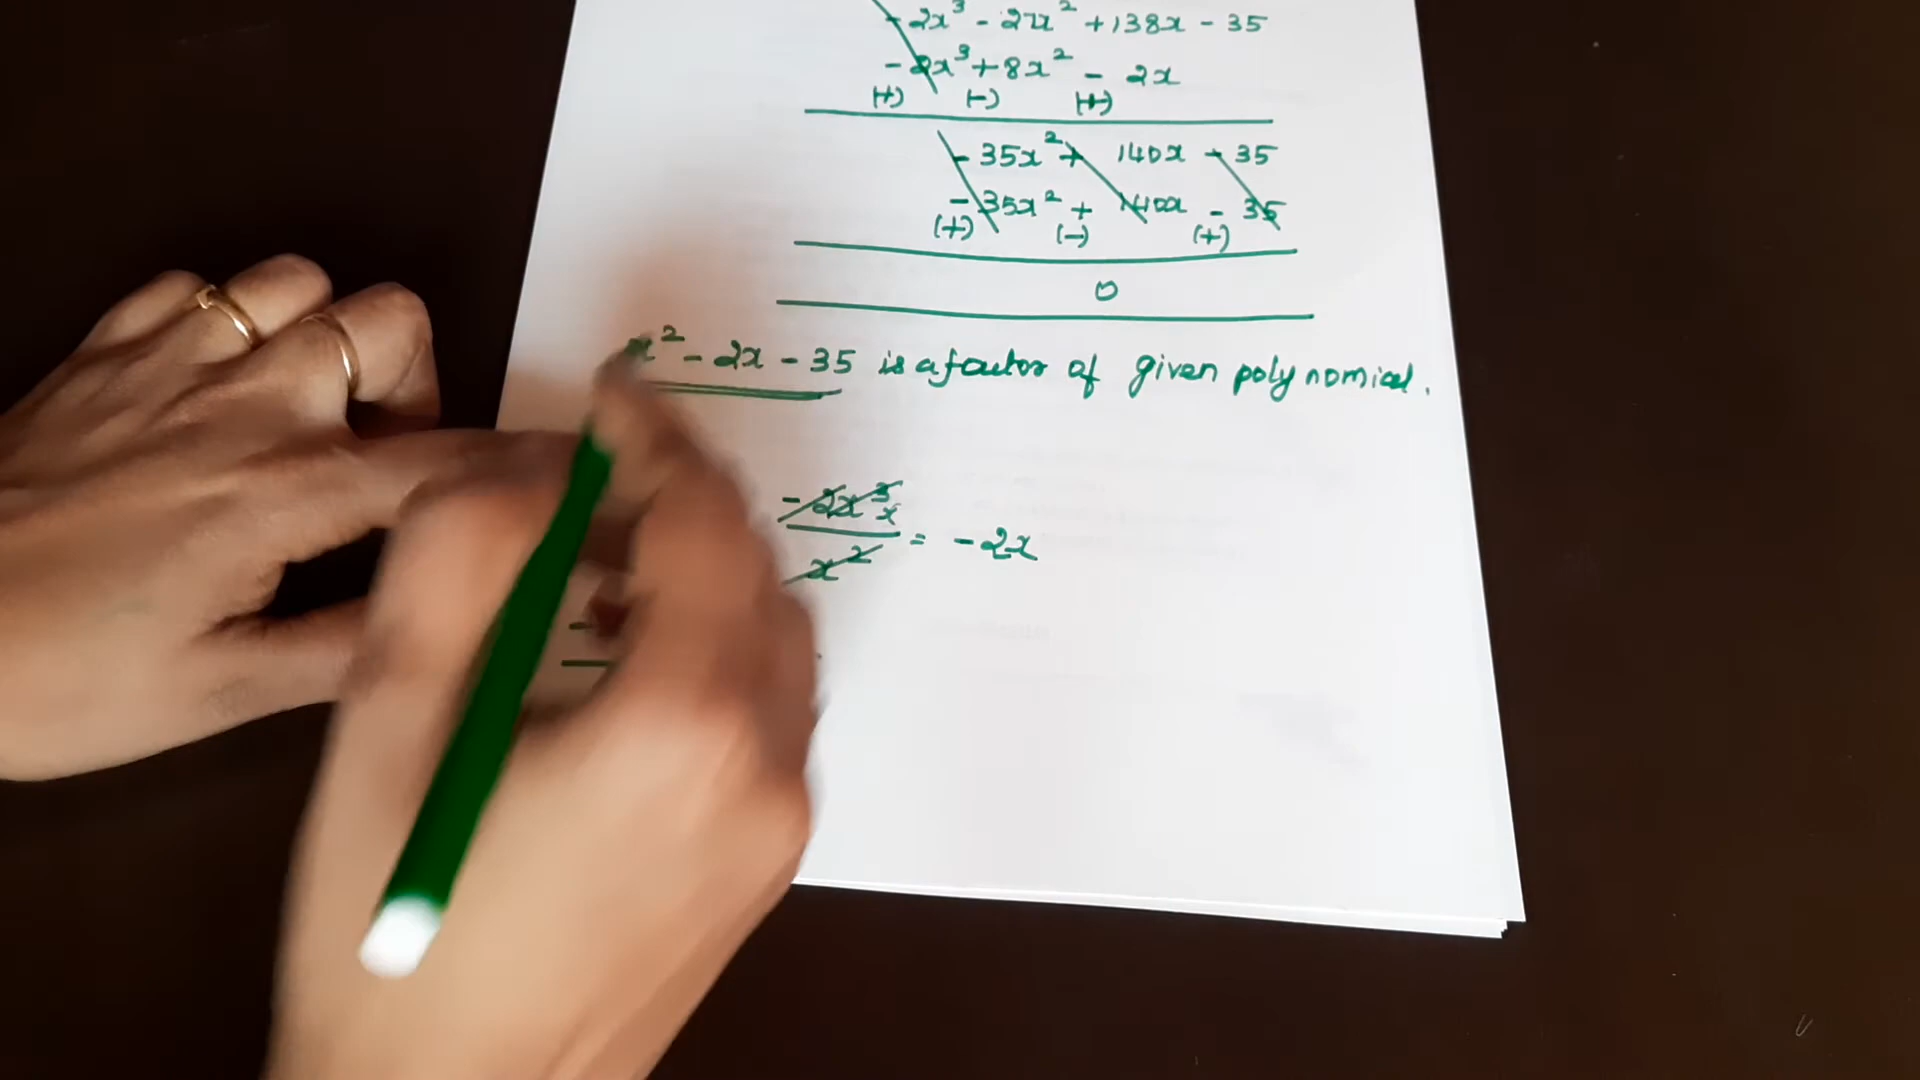 - 2x³ - 27x² + 138x - 35
- 2x³ + 8x² - 2x
(+) (-) (+)
- 35x² + 140x - 35
- 35x² + 140x - 35
(+) (-) (+)
0
x² - 2x - 35 is a factor of given polynomial.
- 2x³ x
x² = - 2x